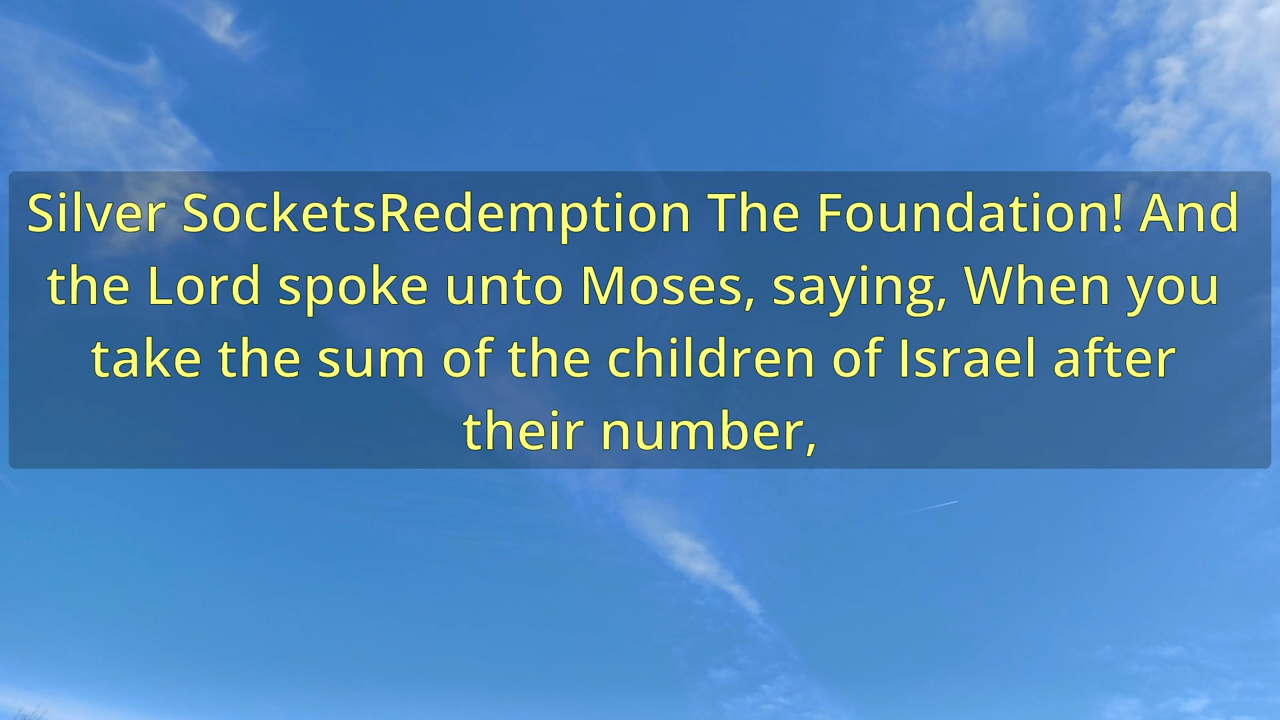 Silver SocketsRedemption The Foundation! And
the Lord spoke unto Moses, saying, When you
take the sum of the children of Israel after
their number,